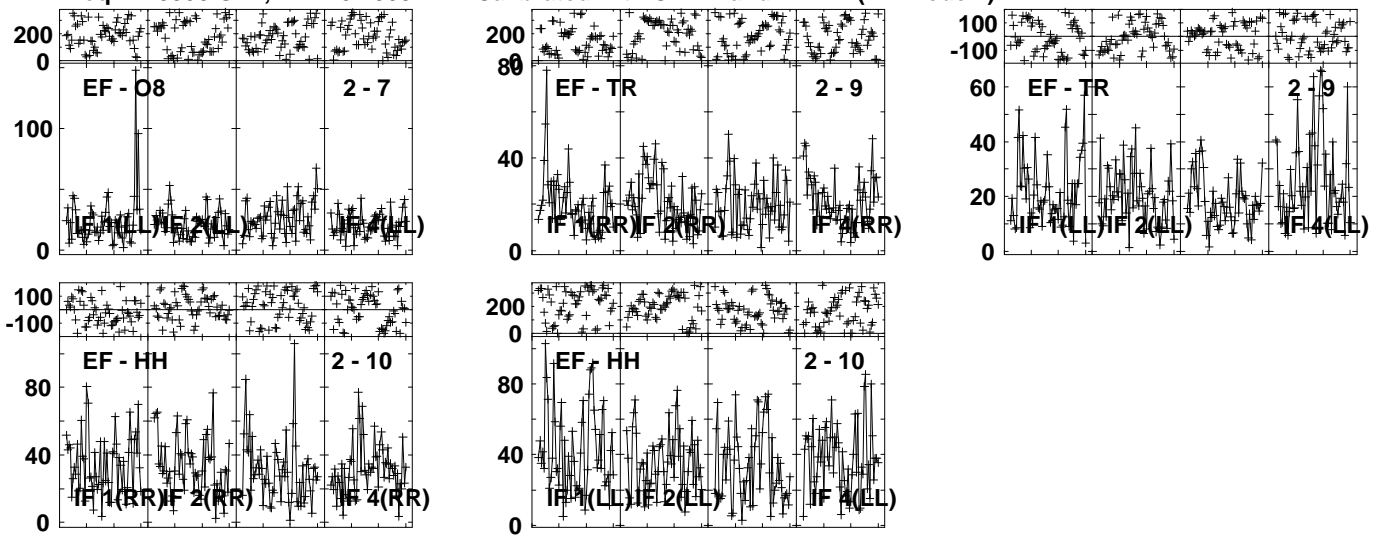 200
0
200
0
100
-100
EF - O8 2 - 7
80
EF - TR 2 - 9
60
EF - TR 2 - 9
100
40
40
20
IF 1(LL) IF 2(LL) IF 4(LL)
IF 1(RR) IF 2(RR) IF 4(RR)
IF 1(LL) IF 2(LL) IF 4(LL)
0
0
0
100
-100
200
0
EF - HH 2 - 10
EF - HH 2 - 10
80
80
40
40
IF 1(RR) IF 2(RR) IF 4(RR)
IF 1(LL) IF 2(LL) IF 4(LL)
0
0